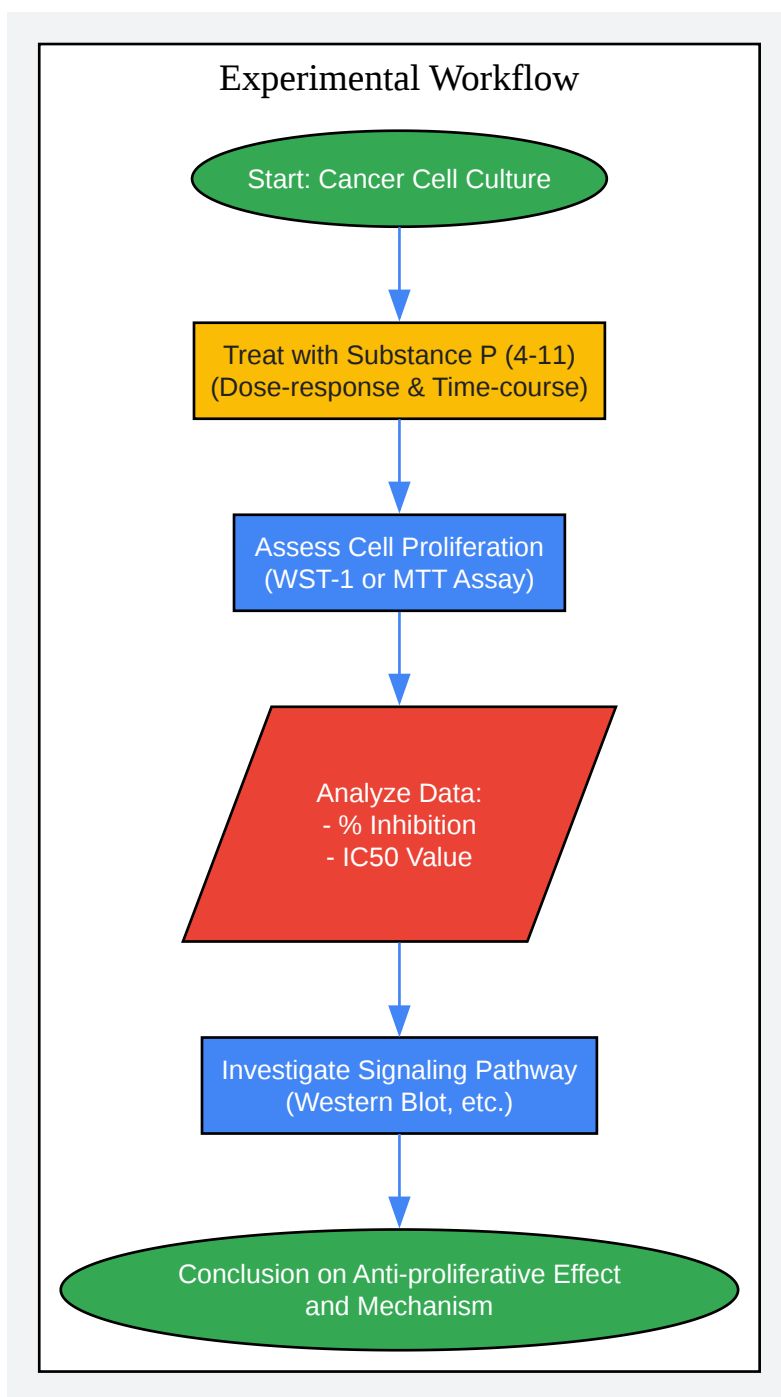 Experimental Workflow
Start: Cancer Cell Culture
Treat with Substance P (4-11)
(Dose-response & Time-course)
Assess Cell Proliferation
(WST-1 or MTT Assay)
Analyze Data:
- % Inhibition
- IC50 Value
Investigate Signaling Pathway
(Western Blot, etc.)
Conclusion on Anti-proliferative Effect
and Mechanism